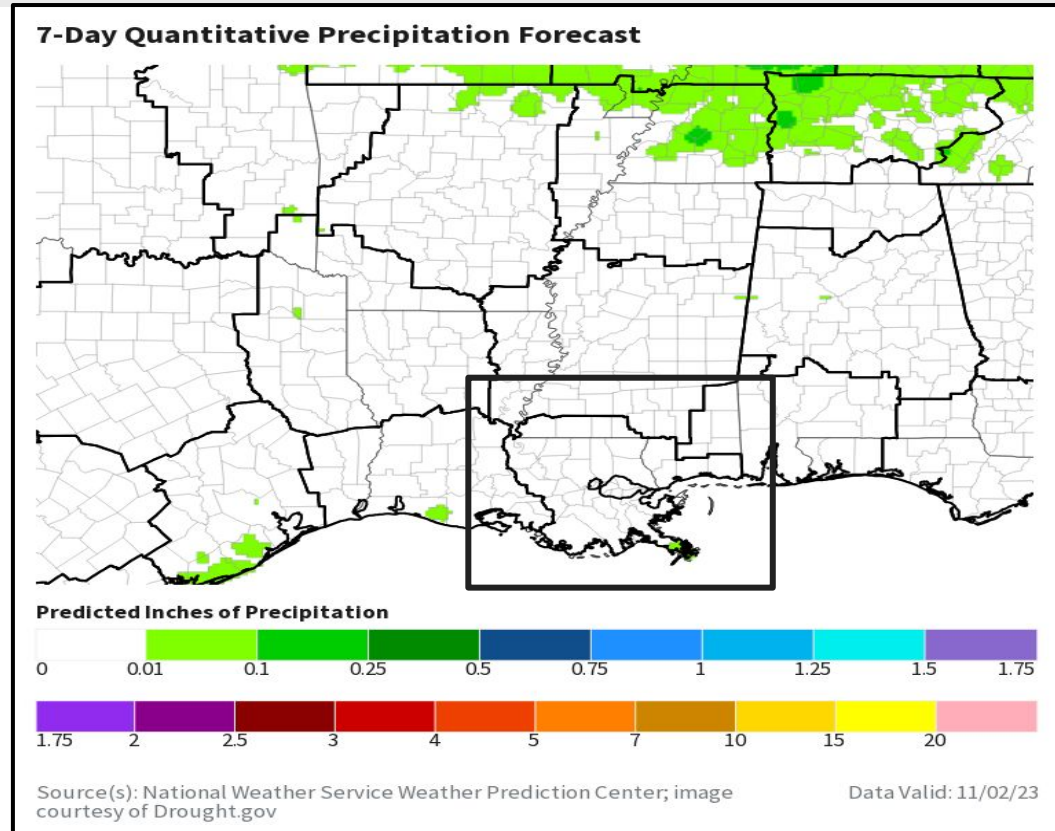 7-Day Quantitative Precipitation Forecast
Predicted Inches of Precipitation
0 0.01 0.1 0.25 0.5 0.75 1 1.25 1.5 1.75
1.75 2 2.5 3 4 5 7 10 15 20
Source(s): National Weather Service Weather Prediction Center; image
courtesy of Drought.gov
Data Valid: 11/02/23